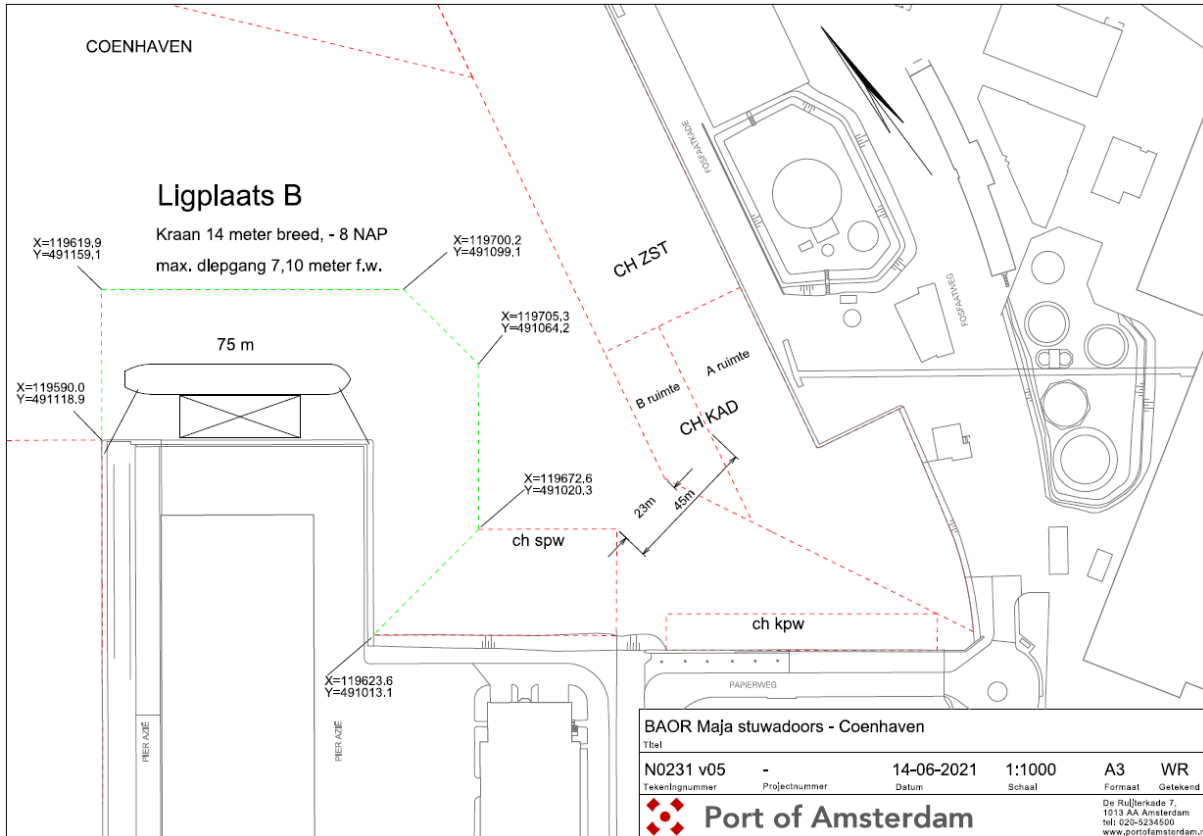 COENHAVEN
Ligplaats B
Kraan 14 meter breed, - 8 NAP
max. diepgang 7,10 meter f.w.
X=119619,9
Y=491159,1
X=119700.2
Y=491099.1
X=119705,3
Y=491064,2
75 m
X=119590.0
Y=491118.9
X=119672.6
Y=491020.3
ch spw
X=119623.6
Y=491013.1
FOSFAATKADE
CH ZST
FOSFAATWEG
A ruimte
B ruimte
CH KAD
23m
45m
ch kpw
PAPIERWEG
PIER AZIË
PIER AZIË
BAOR Maja stuwadoors - Coenhaven
Titel
N0231 v05 - 14-06-2021 1:1000 A3 WR
Tekeningnummer Projectnummer Datum Schaal Formaat Getekend
Port of Amsterdam
De Ruijterkade 7,
1013 AA Amsterdam
tel: 020-5234500
www.portofamsterdam.n